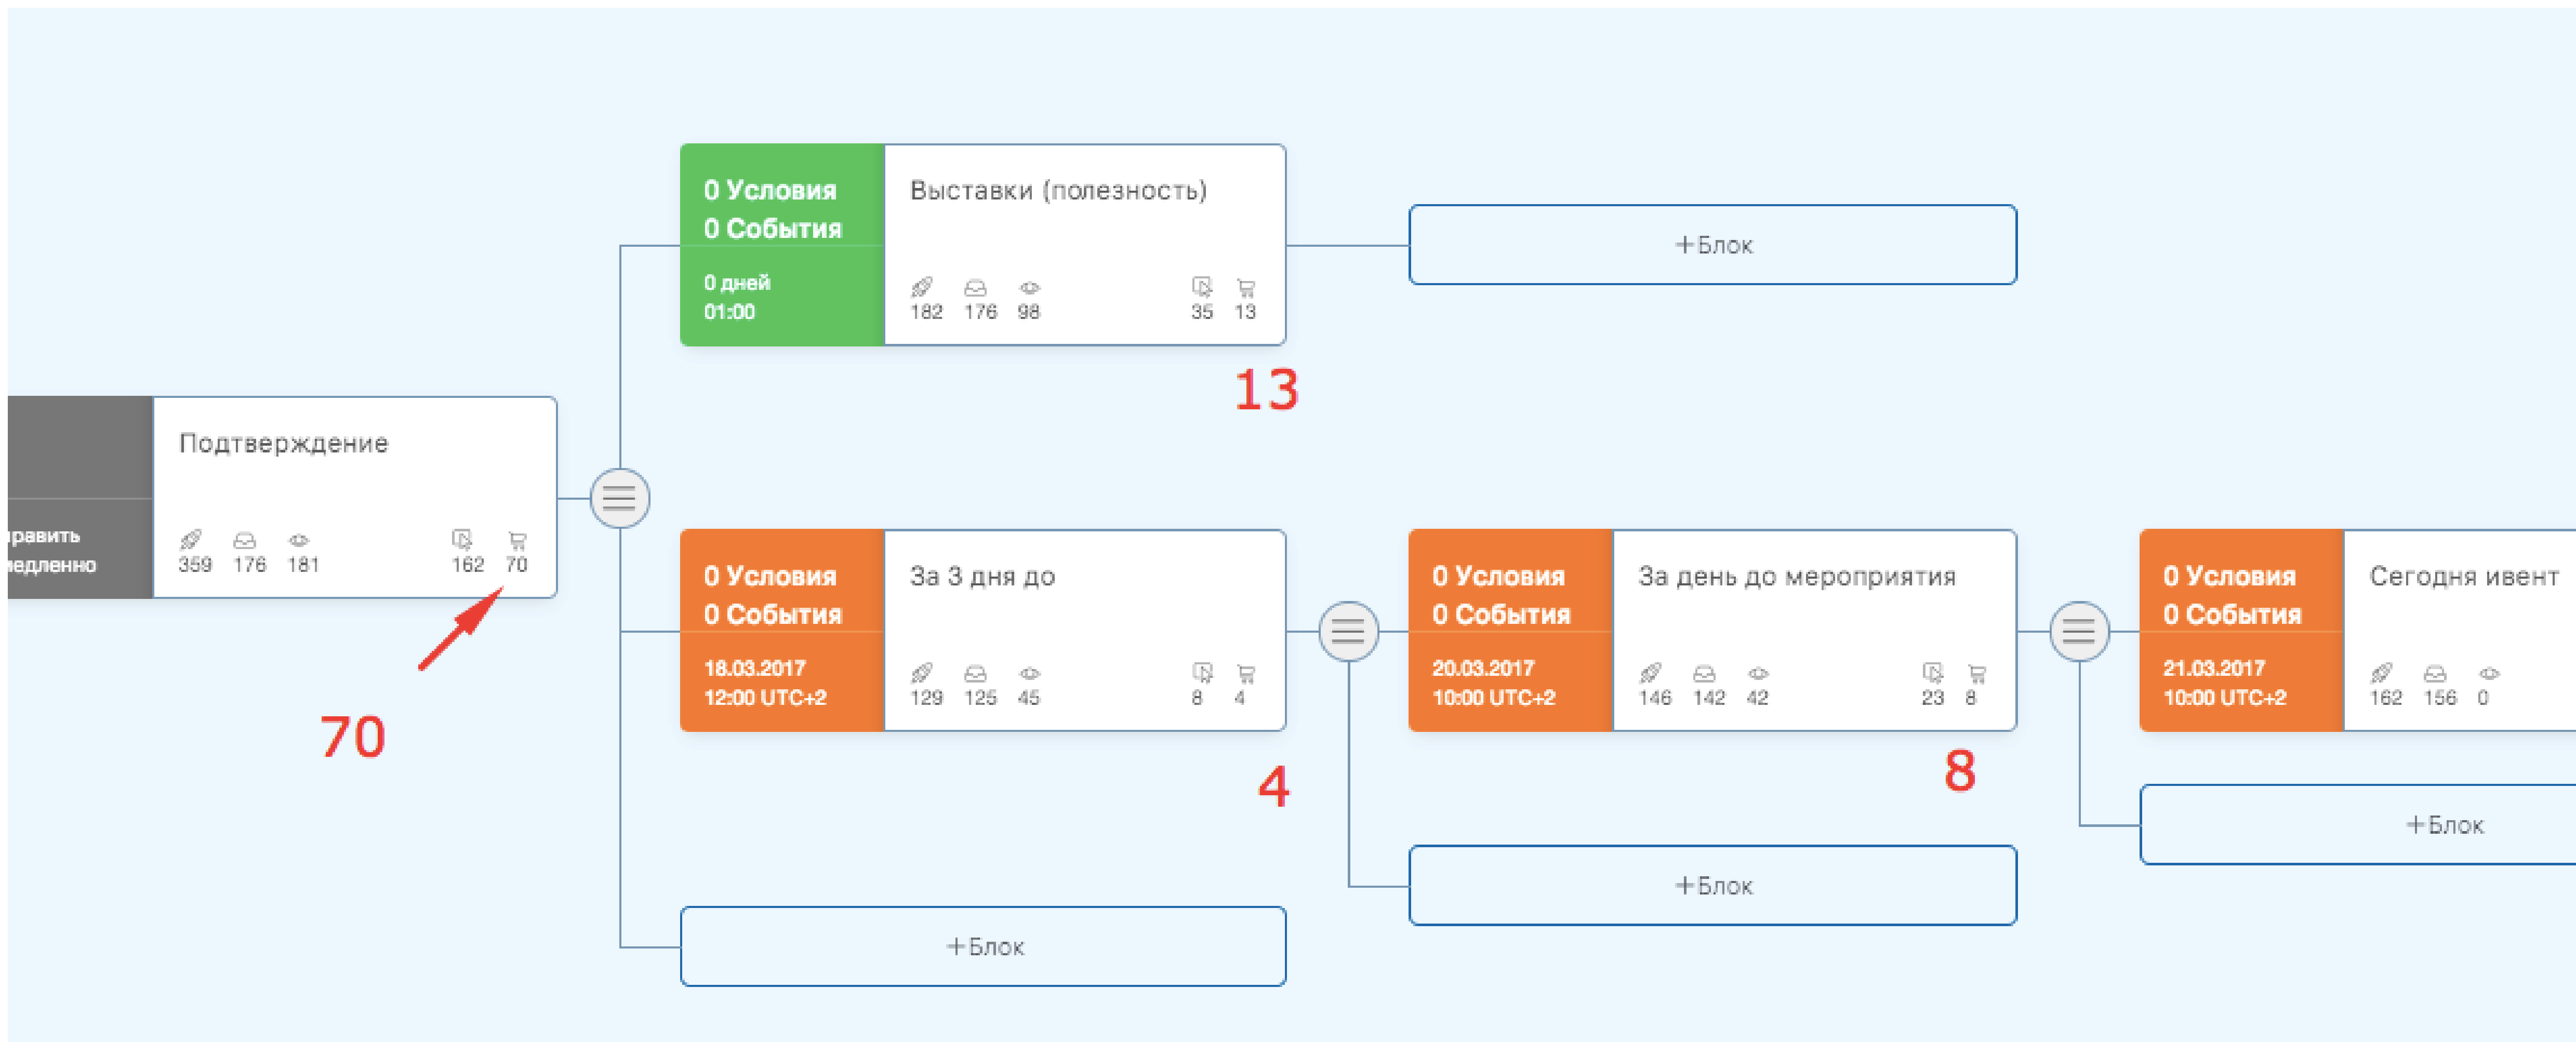 0 Условия
0 События
0 дней
01:00
Выставки (полезность)
182 176 98 35 13
+Блок
13
Подтверждение
359 176 181 162 70
70
0 Условия
0 События
18.03.2017
12:00 UTC+2
За 3 дня до
129 125 45 8 4
4
0 Условия
0 События
20.03.2017
10:00 UTC+2
За день до мероприятия
146 142 42 23 8
8
0 Условия
0 События
21.03.2017
10:00 UTC+2
Сегодня ивент
162 156 0
+Блок
+Блок
+Блок